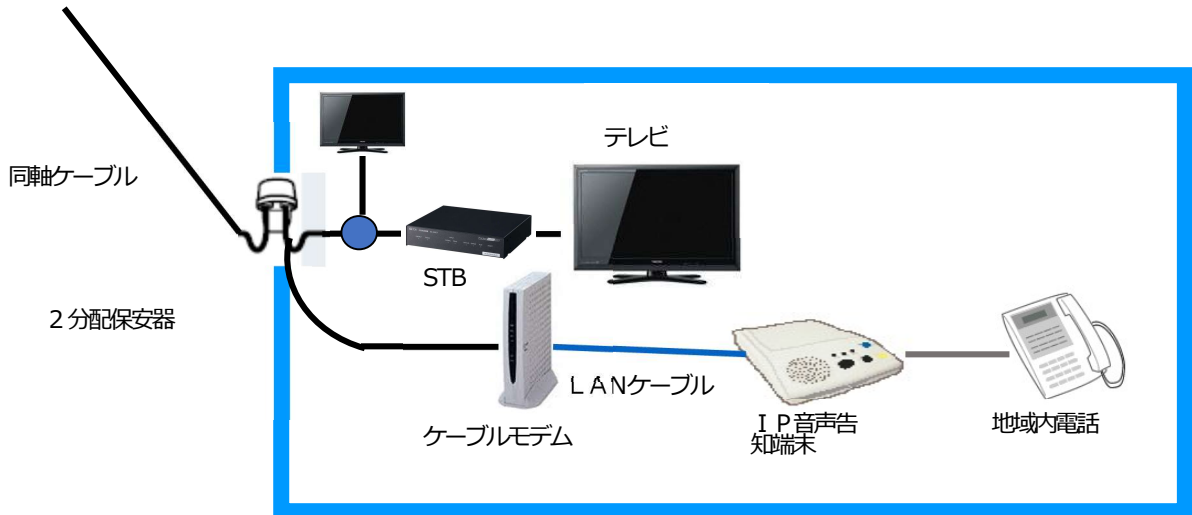 テレビ
同軸ケーブル
STB
２分配保安器
ＬＡＮケーブル
ケーブルモデム
ＩＰ音声告
知端末
地域内電話